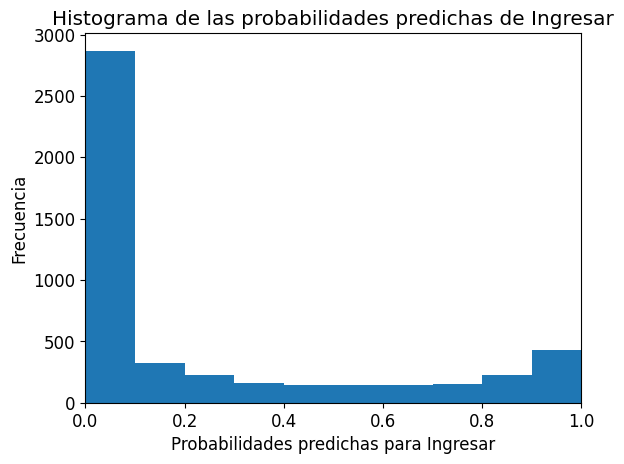 Histograma de las probabilidades predichas de Ingresar
3000
2500
2000
1500
1000
500
0
Frecuencia
0.0 0.2 0.4 0.6 0.8 1.0
Probabilidades predichas para Ingresar